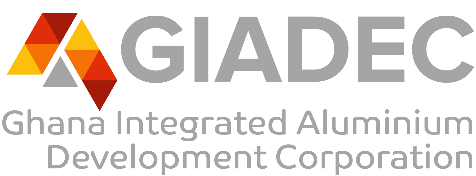 GIADEC
Ghana Integrated Aluminium
Development Corporation